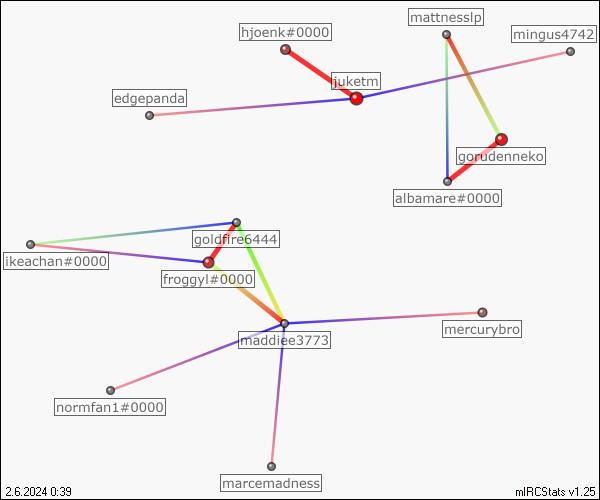 mattnesslp
hjoenk#0000
mingus4742
juketm
edgepanda
gorudenneko
albamare#0000
goldfire6444
ikeachan#0000
froggyl#0000
mercurybro
maddiee3773
normfan1#0000
marcemadness
2.6.2024 0:39
mIRCStats v1.25